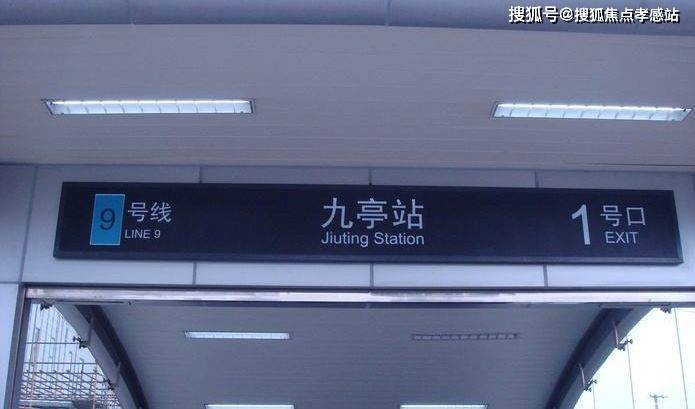 搜狐号@搜狐焦点孝感站
9号线
LINE 9
九亭站
Jiuting Station
1号口
EXIT